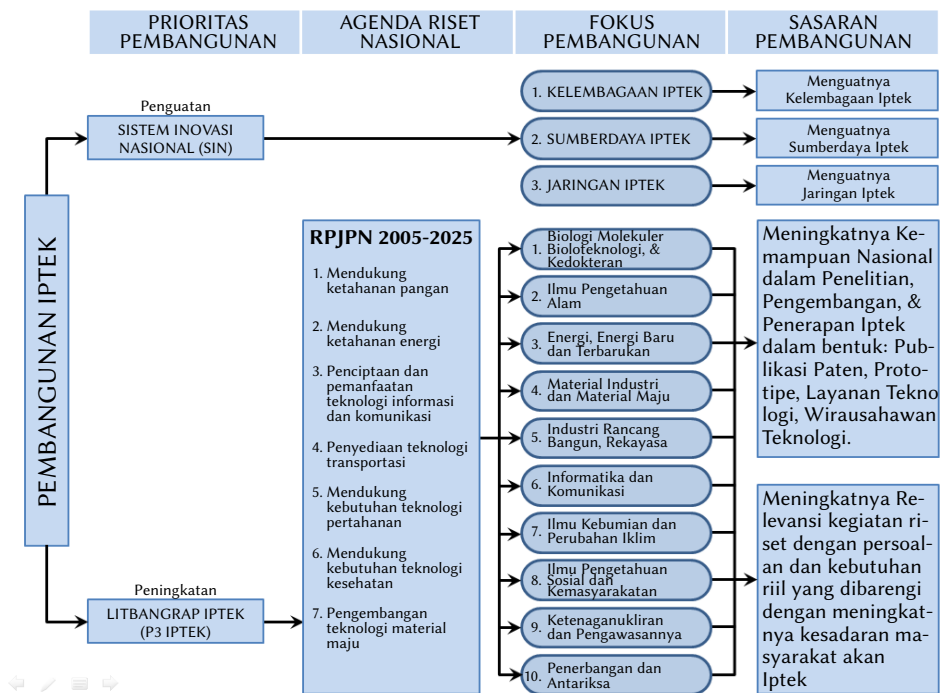 PRIORITAS
PEMBANGUNAN
AGENDA RISET
NASIONAL
FOKUS
PEMBANGUNAN
SASARAN
PEMBANGUNAN
PEMBANGUNAN IPTEK
Penguatan
SISTEM INOVASI
NASIONAL (SIN)
1. KELEMBAGAAN IPTEK
2. SUMBERDAYA IPTEK
3. JARINGAN IPTEK
Menguatnya
Kelembagaan Iptek
Menguatnya
Sumberdaya Iptek
Menguatnya
Jaringan Iptek
Peningkatan
LITBANGRAP IPTEK
(P3 IPTEK)
RPJPN 2005-2025
1. Mendukung
ketahanan pangan
2. Mendukung
ketahanan energi
3. Penciptaan dan
pemanfaatan
teknologi informasi
dan komunikasi
4. Penyediaan teknologi
transportasi
5. Mendukung
kebutuhan teknologi
pertahanan
6. Mendukung
kebutuhan teknologi
kesehatan
7. Pengembangan
teknologi material
maju
1. Biologi Molekuler
Bioloteknologi, &
Kedokteran
2. Ilmu Pengetahuan
Alam
3. Energi, Energi Baru
dan Terbarukan
4. Material Industri
dan Material Maju
5. Industri Rancang
Bangun, Rekayasa
6. Informatika dan
Komunikasi
7. Ilmu Kebumian dan
Perubahan Iklim
8. Ilmu Pengetahuan
Sosial dan
Kemasyarakatan
9. Ketenaganukliran
dan Pengawasannya
10. Penerbangan dan
Antariksa
Meningkatnya Ke-
mampuan Nasional
dalam Penelitian,
Pengembangan, &
Penerapan Iptek
dalam bentuk: Pub-
likasi Paten, Proto-
tipe, Layanan Tekno
logi, Wirausahawan
Teknologi.
Meningkatnya Re-
levansi kegiatan ri-
set dengan persoal-
an dan kebutuhan
riil yang dibarengi
dengan meningkat-
nya kesadaran ma-
syarakat akan
Iptek